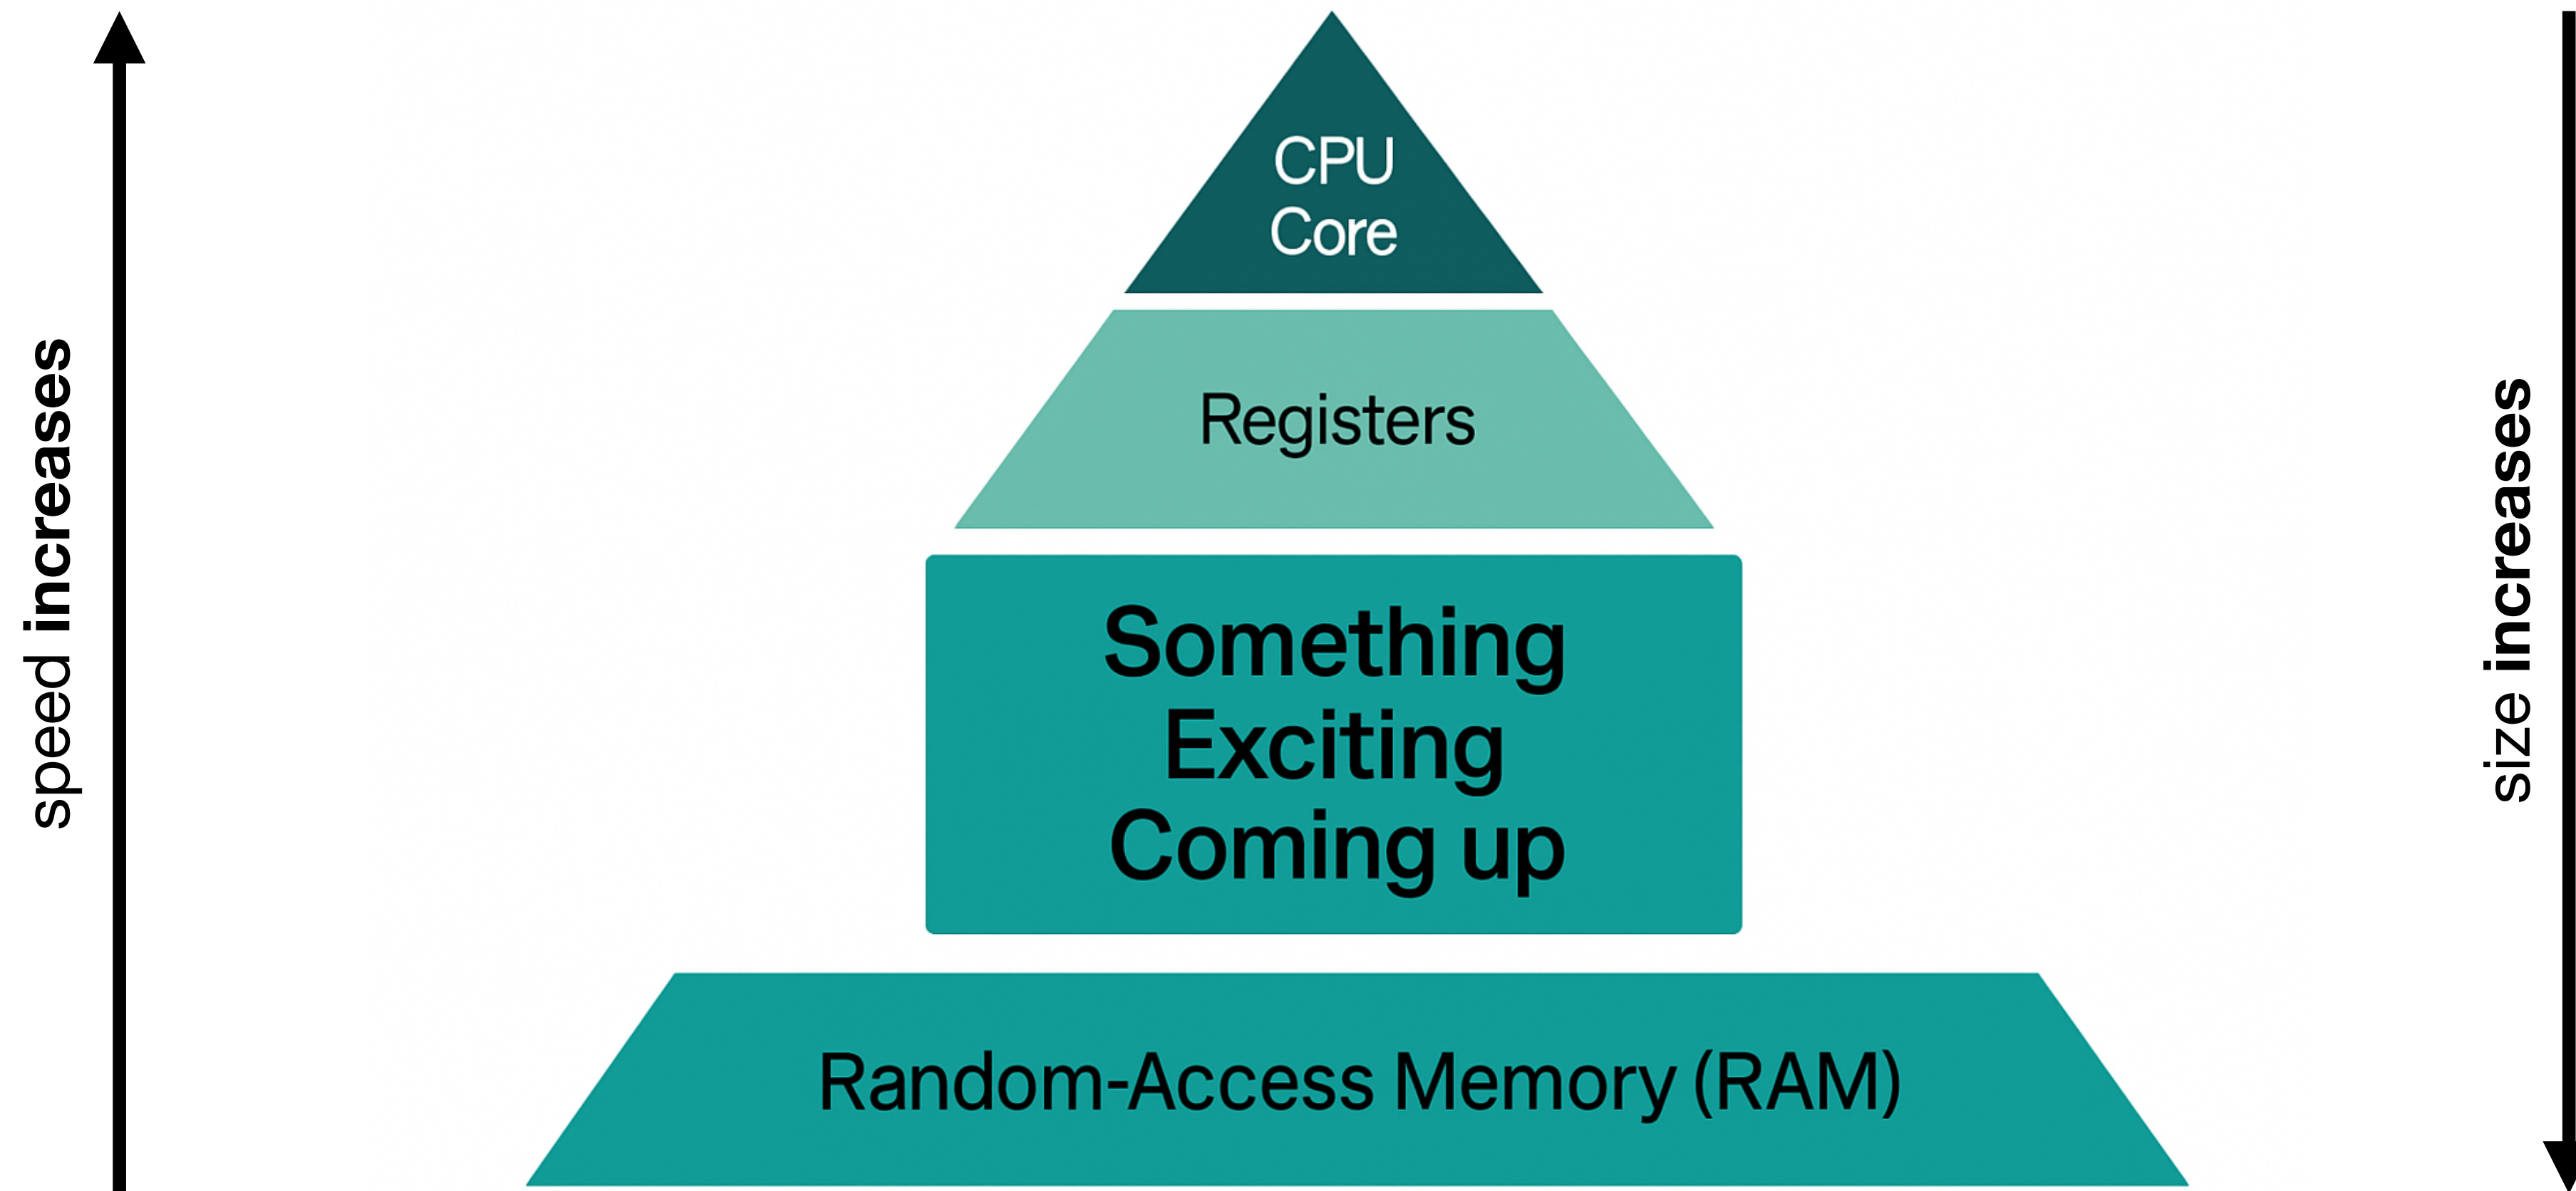 CPU
Core
Registers
speed increases
size increases
Something
Exciting
Coming up
Random-Access Memory (RAM)